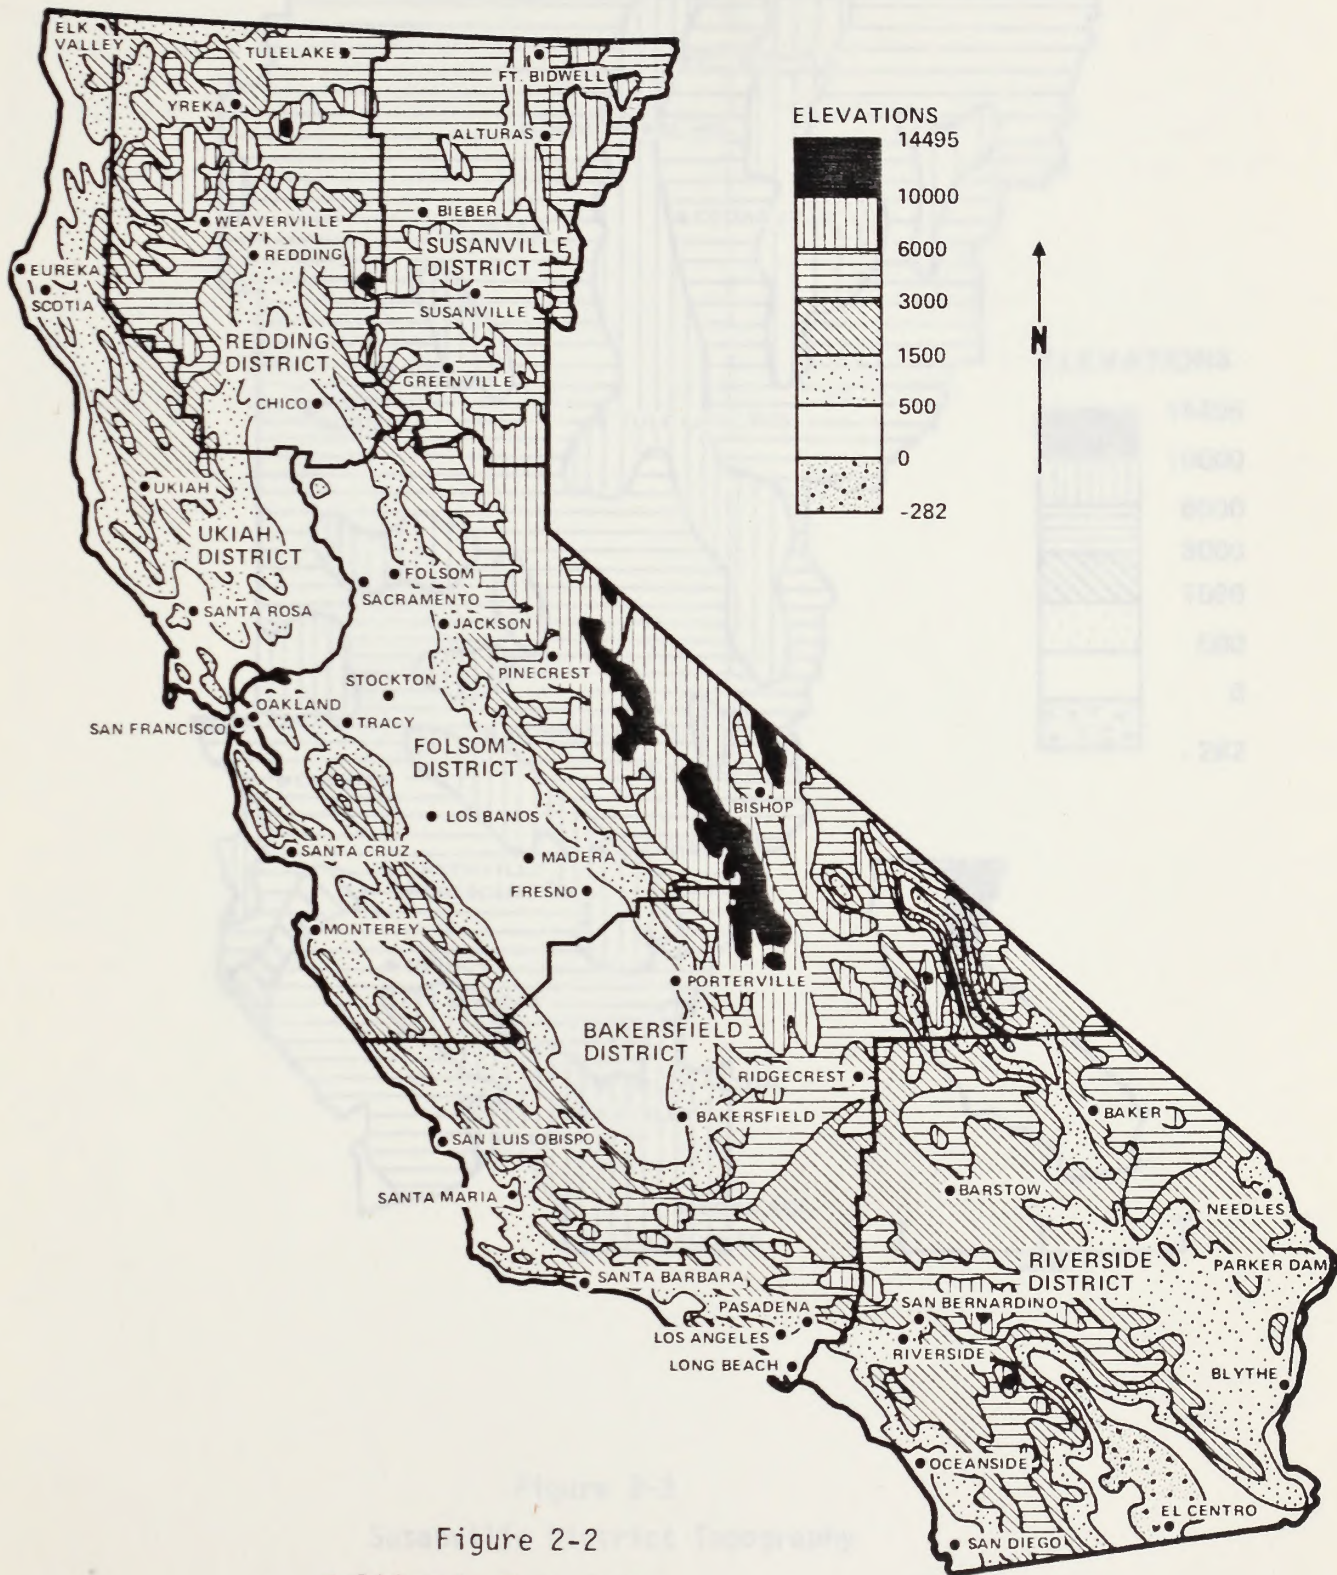 ELK
VALLEY
TULELAKE
FT. BIDWELL
YREKA
ALTURAS
ELEVATIONS
14495
10000
6000
3000
1500
500
0
-282
N
WEAVERVILLE
BIEBER
REDDING
SUSANVILLE
DISTRICT
EUREKA
SCOTIA
SUSANVILLE
REDDING
DISTRICT
GREENVILLE
CHICO
UKIAH
UKIAH
DISTRICT
FOLSOM
SACRAMENTO
SANTA ROSA
JACKSON
PINECREST
STOCKTON
OAKLAND
SAN FRANCISCO
TRACY
FOLSOM
DISTRICT
BISHOP
LOS BANOS
SANTA CRUZ
MADERA
FRESNO
MONTEREY
PORTERVILLE
BAKERSFIELD
DISTRICT
RIDGECREST
BAKERSFIELD
BAKER
SAN LUIS OBISPO
SANTA MARIA
BARSTOW
NEEDLES
RIVERSIDE
DISTRICT
PARKER DAM
SANTA BARBARA
PASADENA
SAN BERNARDINO
LOS ANGELES
RIVERSIDE
LONG BEACH
BLYTHE
OCEANSIDE
EL CENTRO
SAN DIEGO
Figure 2-2